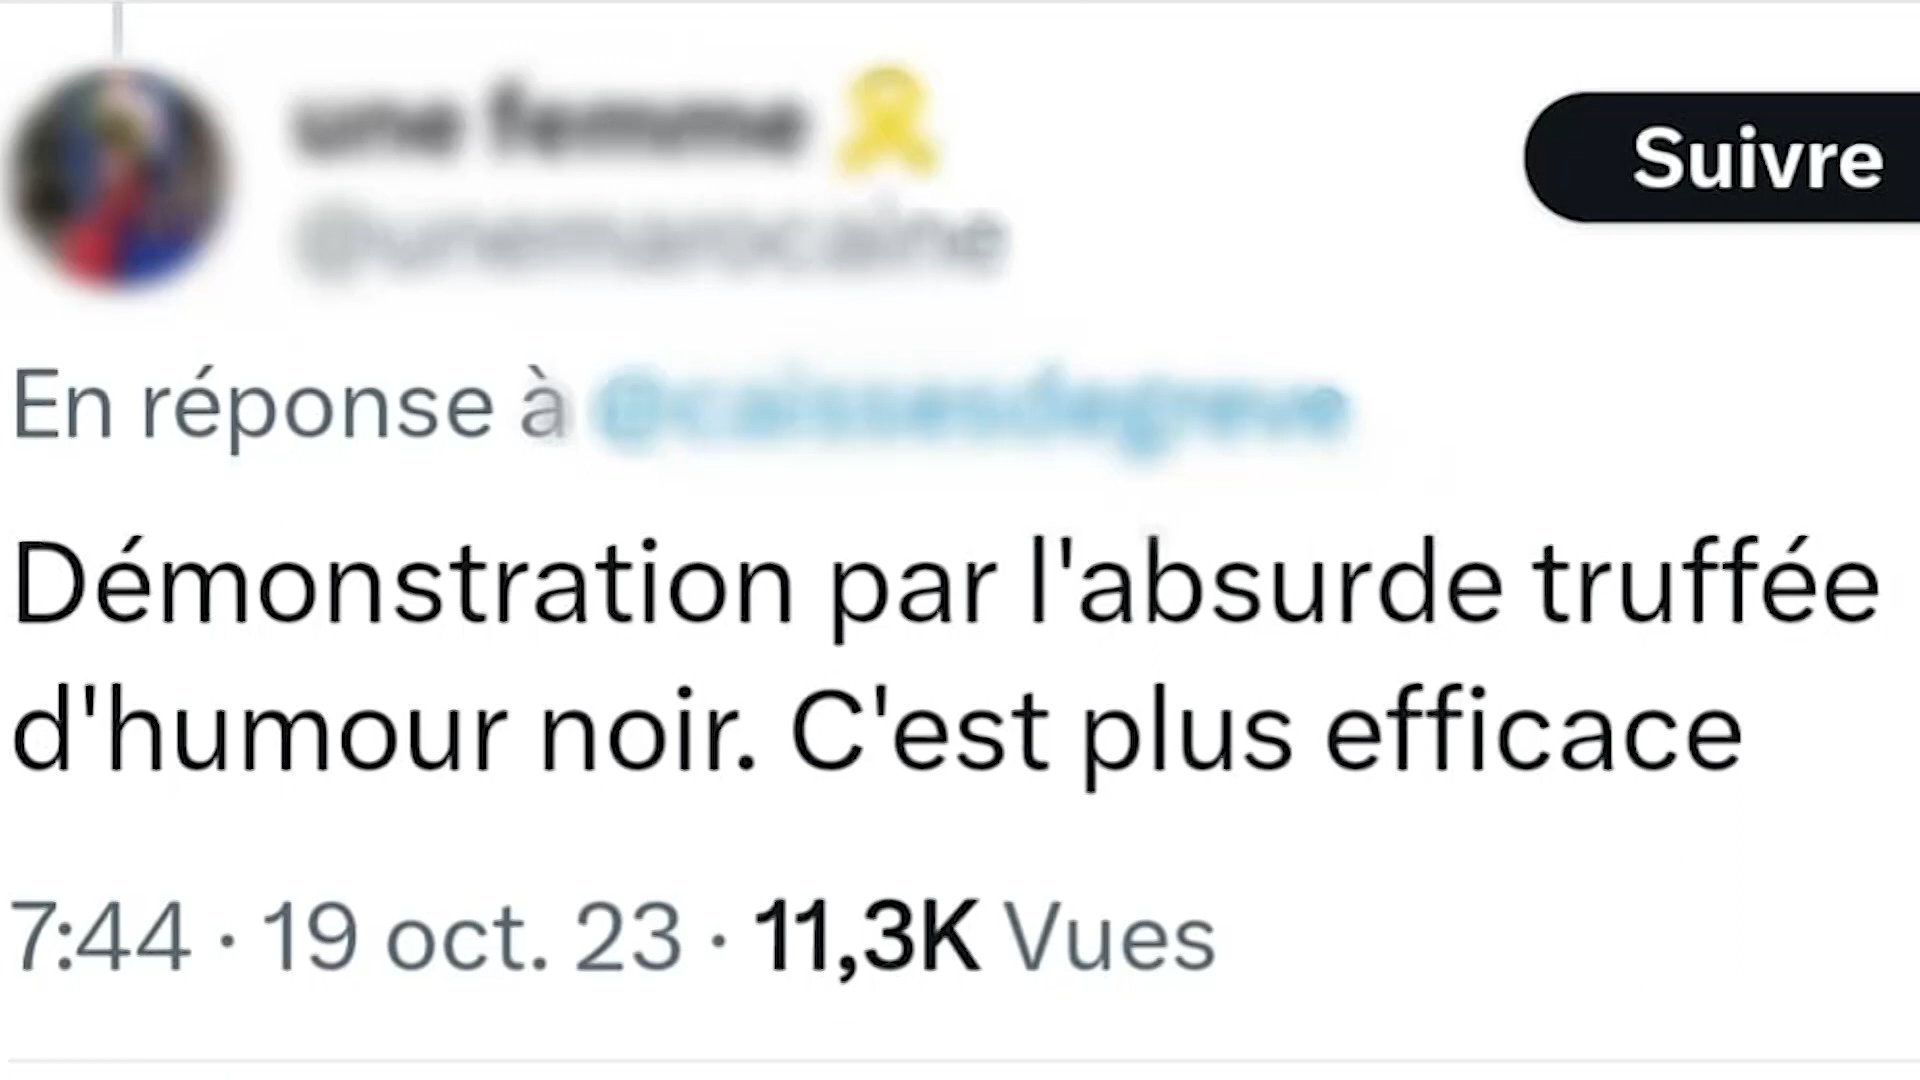 Suivre
En réponse à
Démonstration par l'absurde truffée
d'humour noir. C'est plus efficace
7:44 · 19 oct. 23 · 11,3K Vues